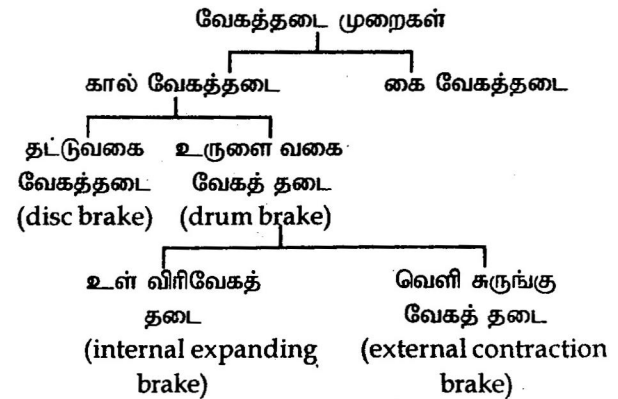 வேகத்தடை முறைகள்
கால் வேகத்தடை கை வேகத்தடை
தட்டுவகை உருளை வகை
வேகத்தடை வேகத் தடை
(disc brake) (drum brake)
உள் விரிவேகத் வெளி சுருங்கு
தடை வேகத் தடை
(internal expanding (external contraction
brake) brake)